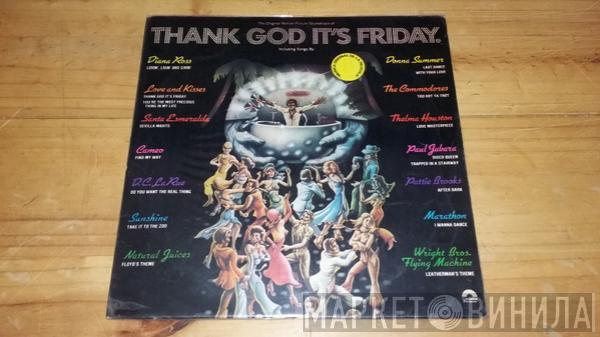 The Original Motion Picture Soundtrack of
THANK GOD IT'S FRIDAY.
Including Songs By
Diana Ross
LOVIN', LIVIN' AND GIVIN'
Love and Kisses
THANK GOD IT'S FRIDAY
YOU'RE THE MOST PRECIOUS
THING IN MY LIFE
Santa Esmeralda
SEVILLA NIGHTS
Cameo
FIND MY WAY
D.C. LaRue
DO YOU WANT THE REAL THING
Sunshine
TAKE IT TO THE ZOO
Natural Juices
FLOYD'S THEME
Donna Summer
LAST DANCE
WITH YOUR LOVE
The Commodores
TOO HOT TA TROT
Thelma Houston
LOVE MASTERPIECE
Paul Jabara
DISCO QUEEN
TRAPPED IN A STAIRWAY
Pattie Brooks
AFTER DARK
Marathon
I WANNA DANCE
Wright Bros.
Flying Machine
LEATHERMAN'S THEME
МАРКЕТ ВИНИЛА